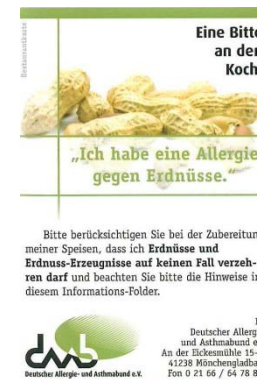 Restaurantkarte
Eine Bitte
an den
Koch
„Ich habe eine Allergie
gegen Erdnüsse.“
Bitte berücksichtigen Sie bei der Zubereitun
meiner Speisen, dass ich Erdnüsse und
Erdnuss-Erzeugnisse auf keinen Fall verzeh-
ren darf und beachten Sie bitte die Hinweise i
diesem Informations-Folder.
Deutscher Allerg
und Asthmabund e
An der Eickesmühle 15-
41238 Mönchengladba
Fon 0 21 66 / 64 78 8
daab
Deutscher Allergie- und Asthmabund e.V.